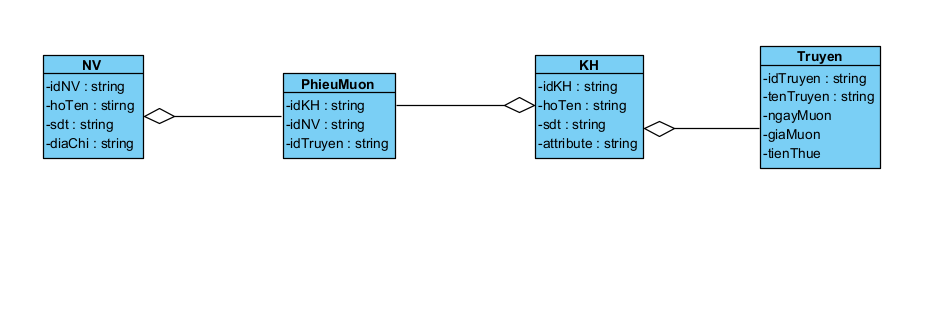 NV
-idNV : string
-hoTen : stirng
-sdt : string
-diaChi : string
PhieuMuon
-idKH : string
-idNV : string
-idTruyen : string
KH
-idKH : string
-hoTen : string
-sdt : string
-attribute : string
Truyen
-idTruyen : string
-tenTruyen : string
-ngayMuon
-giaMuon
-tienThue